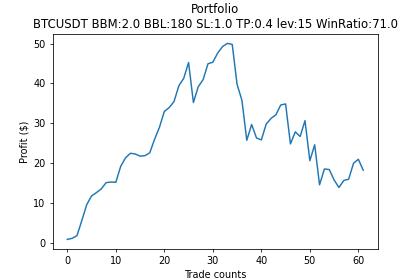 Portfolio
BTCUSDT BBM:2.0 BBL:180 SL:1.0 TP:0.4 lev:15 WinRatio:71.0
Profit ($)
50
40
30
20
10
0
0 10 20 30 40 50 60
Trade counts